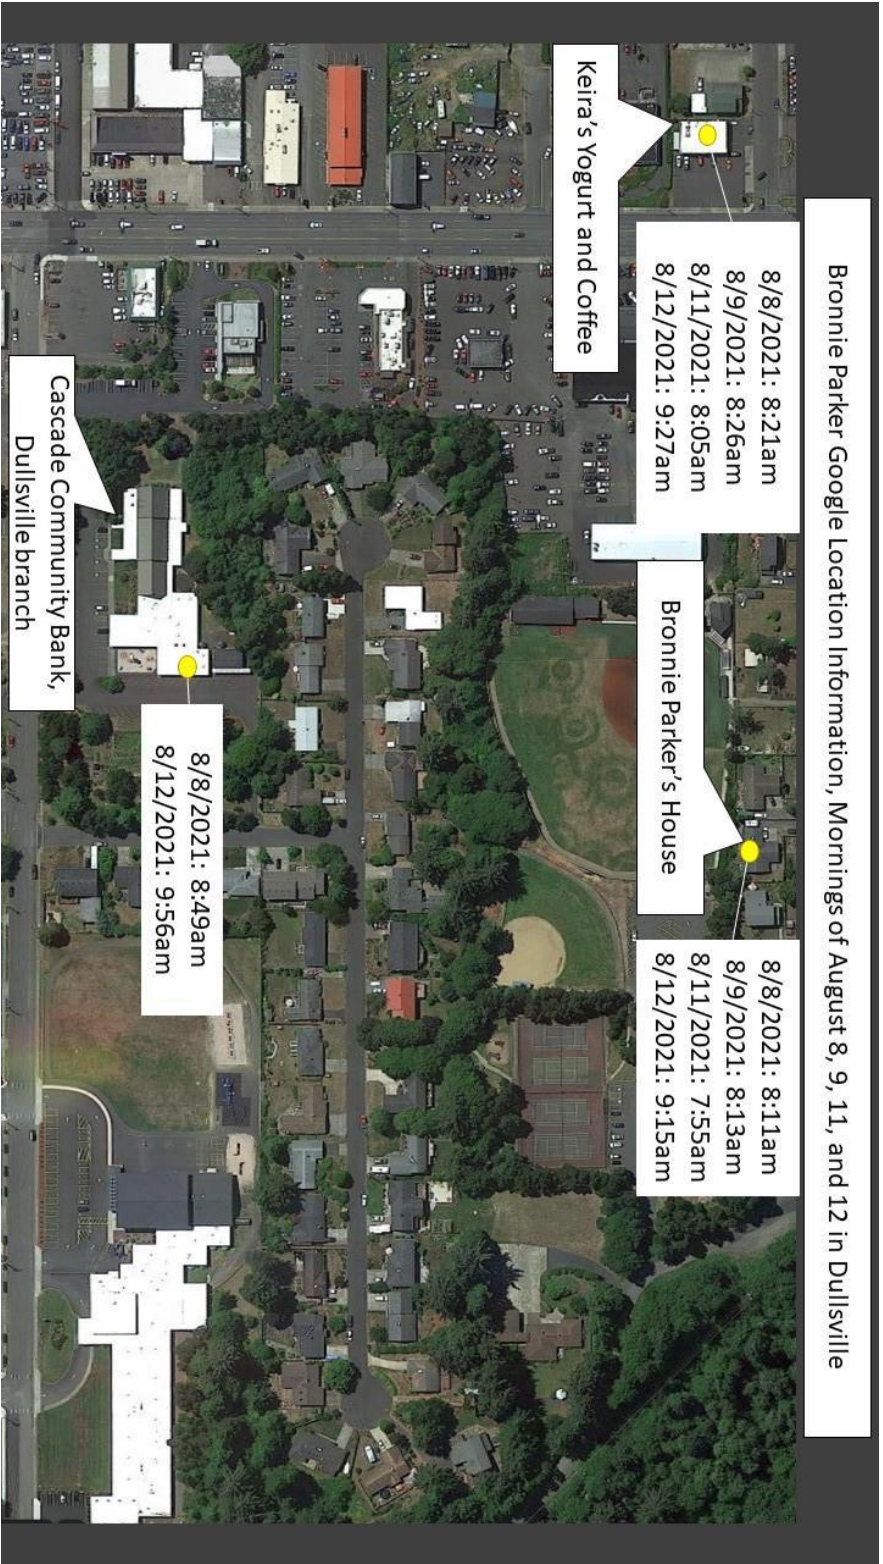 Bronnie Parker Google Location Information, Mornings of August 8, 9, 11, and 12 in Dullsville
8/8/2021: 8:21am
8/9/2021: 8:26am
8/11/2021: 8:05am
8/12/2021: 9:27am
Keira’s Yogurt and Coffee
Bronnie Parker’s House
8/8/2021: 8:11am
8/9/2021: 8:13am
8/11/2021: 7:55am
8/12/2021: 9:15am
8/8/2021: 8:49am
8/12/2021: 9:56am
Cascade Community Bank,
Dullsville branch